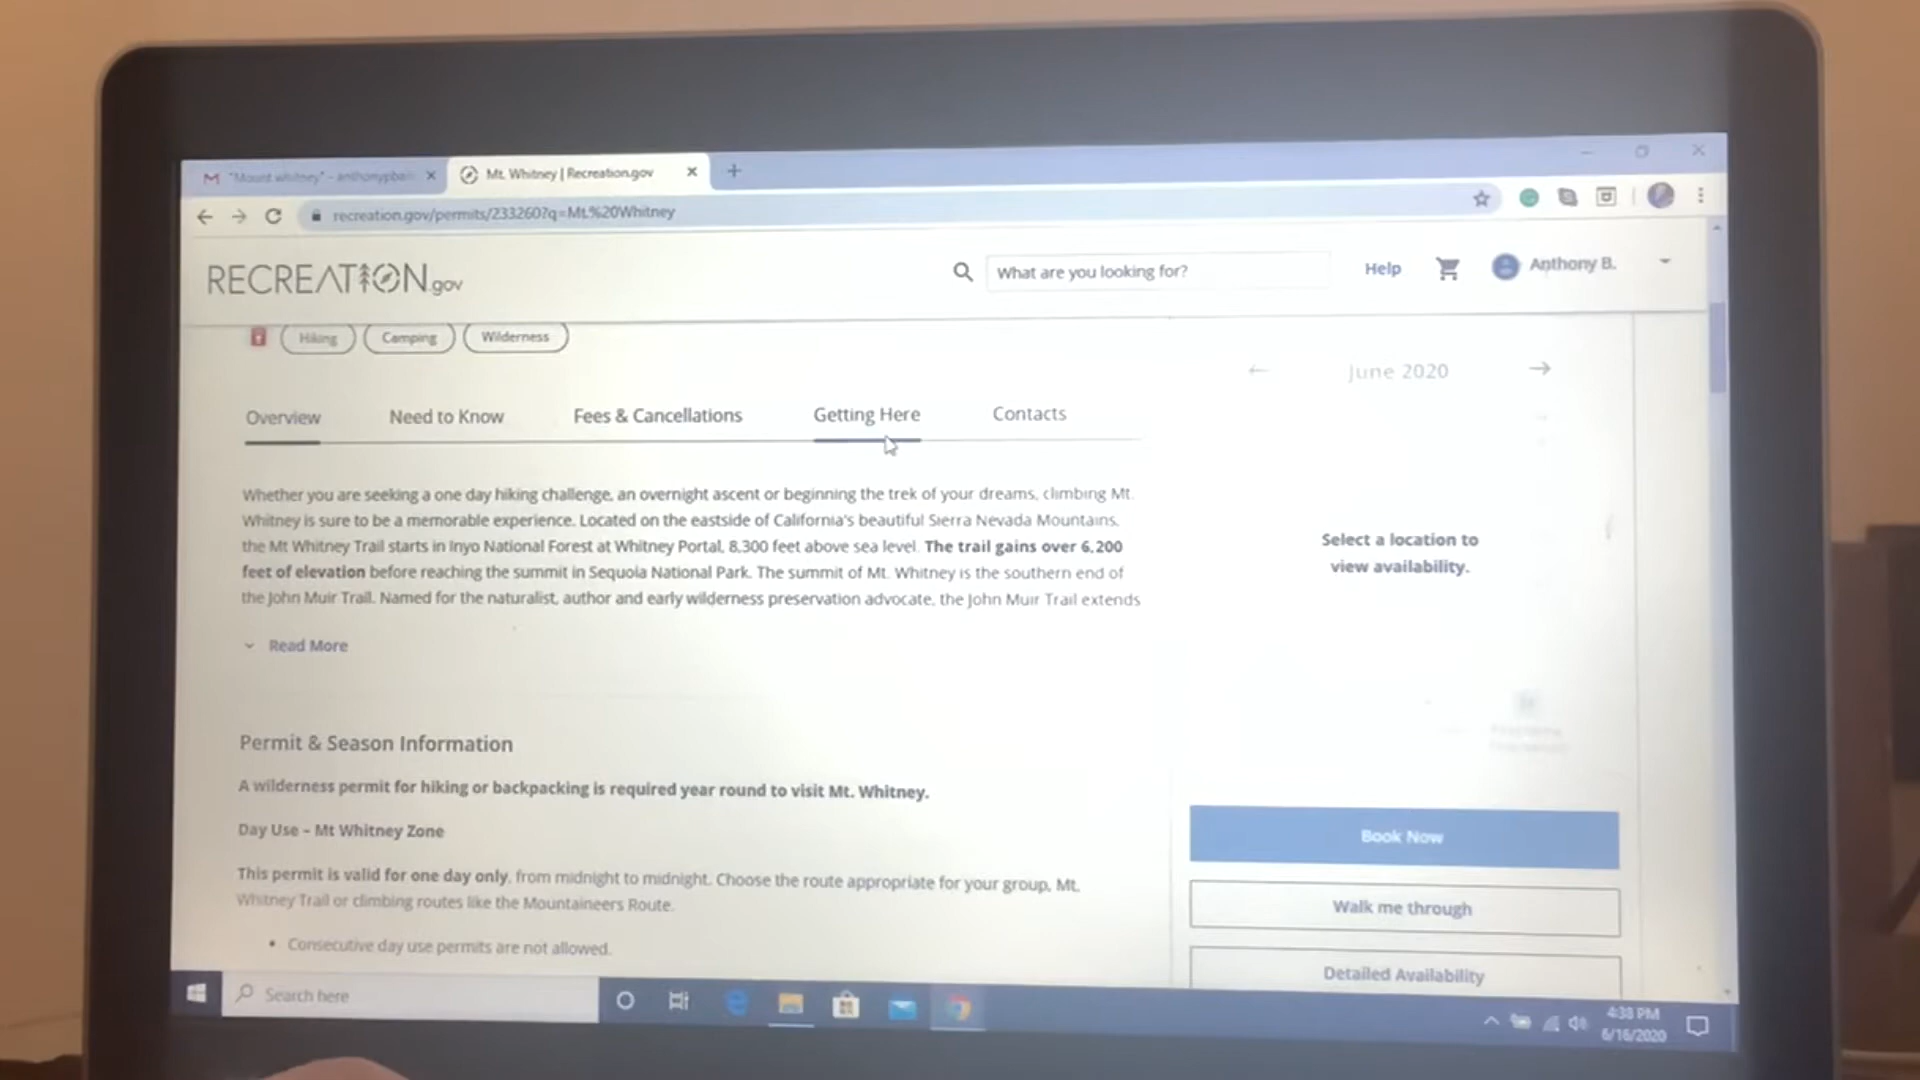 "Mount whitney" - anthonypba
Mt. Whitney | Recreation.gov
recreation.gov/permits/233260?q=Mt.%20Whitney
RECREATION.gov
What are you looking for?
Help
Anthony B.
Hiking
Camping
Wilderness
June 2020
Overview
Need to Know
Fees & Cancellations
Getting Here
Contacts
Whether you are seeking a one day hiking challenge, an overnight ascent or beginning the trek of your dreams, climbing Mt.
Whitney is sure to be a memorable experience. Located on the eastside of California's beautiful Sierra Nevada Mountains,
the Mt Whitney Trail starts in Inyo National Forest at Whitney Portal, 8,300 feet above sea level. The trail gains over 6,200
feet of elevation before reaching the summit in Sequoia National Park. The summit of Mt. Whitney is the southern end of
the John Muir Trail. Named for the naturalist, author and early wilderness preservation advocate, the John Muir Trail extends
Read More
Select a location to
view availability.
Permit & Season Information
A wilderness permit for hiking or backpacking is required year round to visit Mt. Whitney.
Day Use – Mt Whitney Zone
This permit is valid for one day only, from midnight to midnight. Choose the route appropriate for your group, Mt.
Whitney Trail or climbing routes like the Mountaineers Route.
• Consecutive day use permits are not allowed.
Book Now
Walk me through
Detailed Availability
Search here
4:38 PM
6/16/2020